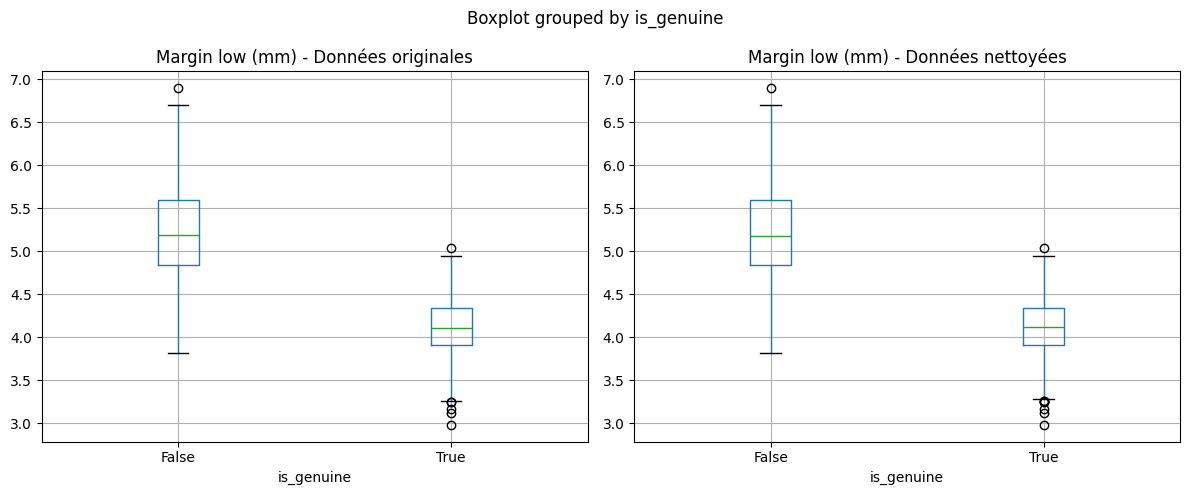 Boxplot grouped by is_genuine
Margin low (mm) - Données originales
7.0
6.5
6.0
5.5
5.0
4.5
4.0
3.5
3.0
False
True
is_genuine
Margin low (mm) - Données nettoyées
7.0
6.5
6.0
5.5
5.0
4.5
4.0
3.5
3.0
False
True
is_genuine